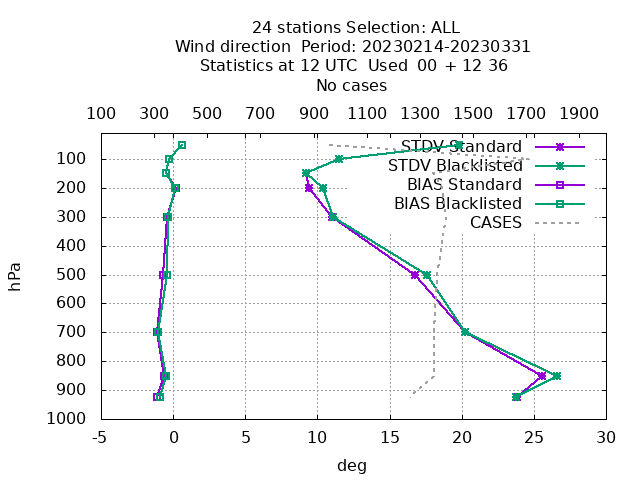 24 stations Selection: ALL
Wind direction  Period: 20230214-20230331
Statistics at 12 UTC  Used  00 + 12 36
No cases
100 300 500 700 900 1100 1300 1500 1700 1900
STDV Standard
100
STDV Blacklisted
200
BIAS Standard
BIAS Blacklisted
300
CASES
400
hPa
500
600
700
800
900
1000
-5 0 5 10 15 20 25 30
deg